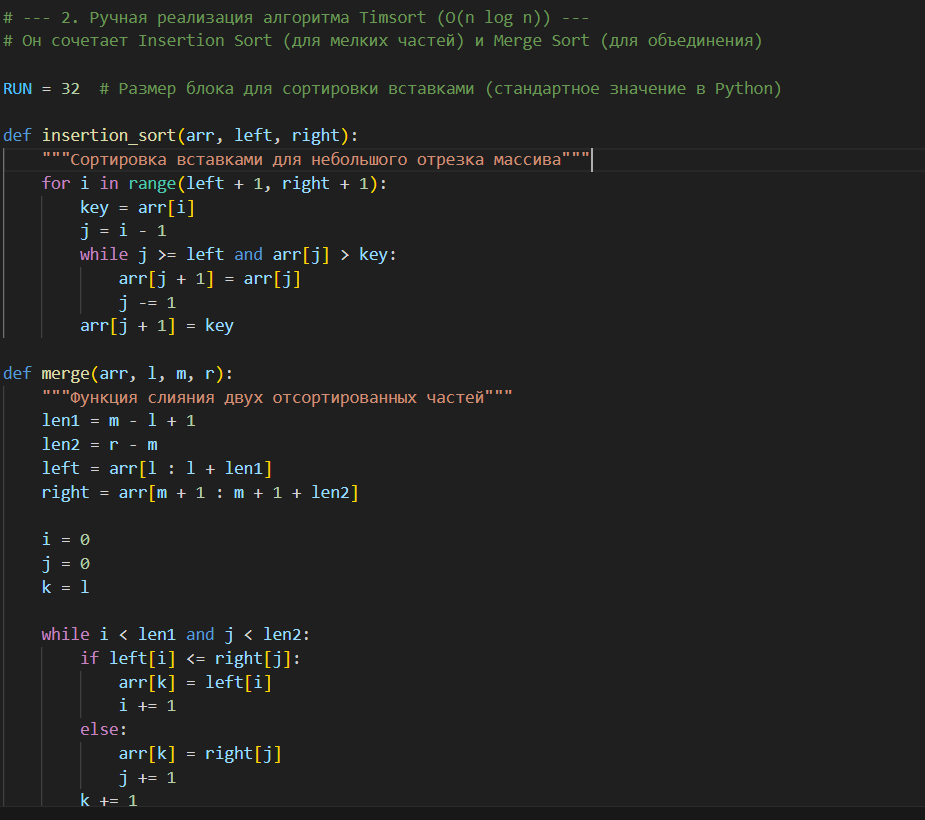 # --- 2. Ручная реализация алгоритма Timsort (O(n log n)) ---
# Он сочетает Insertion Sort (для мелких частей) и Merge Sort (для объединения)

RUN = 32  # Размер блока для сортировки вставками (стандартное значение в Python)

def insertion_sort(arr, left, right):
    """Сортировка вставками для небольшого отрезка массива"""
    for i in range(left + 1, right + 1):
        key = arr[i]
        j = i - 1
        while j >= left and arr[j] > key:
            arr[j + 1] = arr[j]
            j -= 1
        arr[j + 1] = key

def merge(arr, l, m, r):
    """Функция слияния двух отсортированных частей"""
    len1 = m - l + 1
    len2 = r - m
    left = arr[l : l + len1]
    right = arr[m + 1 : m + 1 + len2]

    i = 0
    j = 0
    k = l

    while i < len1 and j < len2:
        if left[i] <= right[j]:
            arr[k] = left[i]
            i += 1
        else:
            arr[k] = right[j]
            j += 1
        k += 1